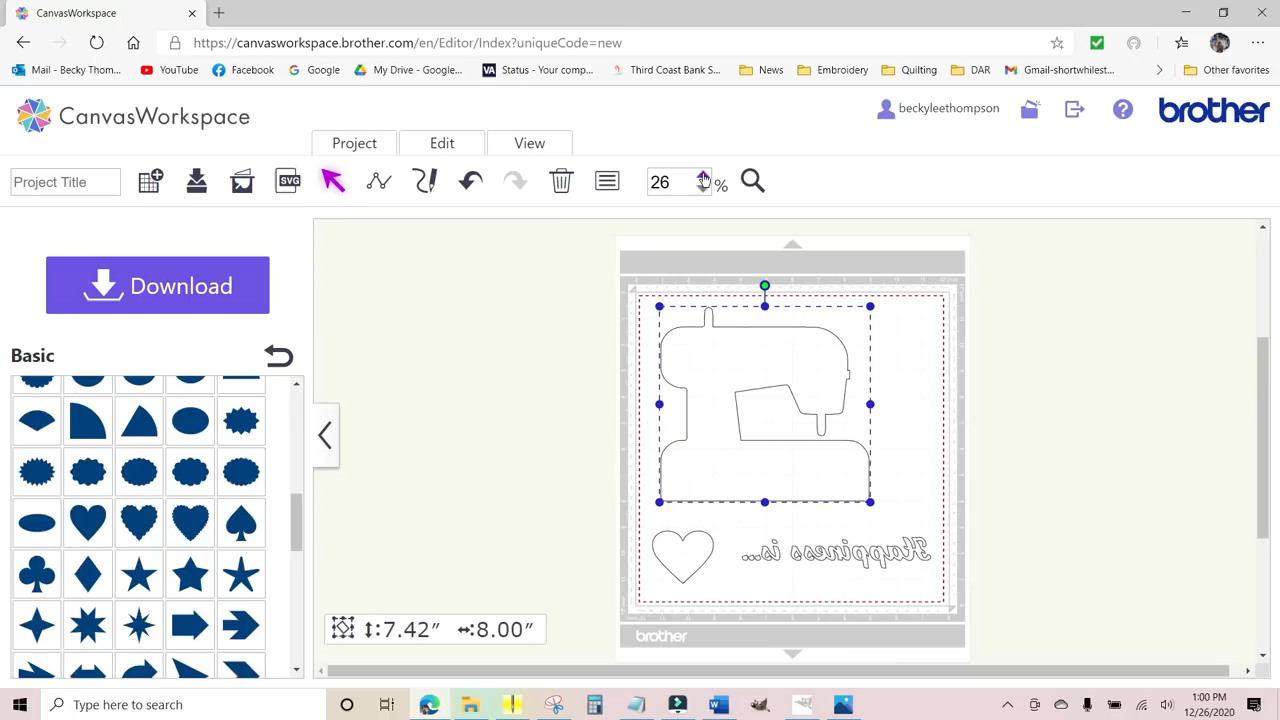 CanvasWorkspace
https://canvasworkspace.brother.com/en/Editor/Index?uniqueCode=new
Mail - Becky Thom...
YouTube
Facebook
Google
My Drive - Google...
VA
Status - Your comp...
Third Coast Bank S...
News
Embroidery
Quilting
DAR
Gmail-shortwhilest...
Other favorites
CanvasWorkspace
beckyleethompson
brother
Project
Edit
View
Project Title
SVG
26
%
Download
Basic
Happiness is...
7.42″
8.00″
brother
Type here to search
1:00 PM
12/26/2020